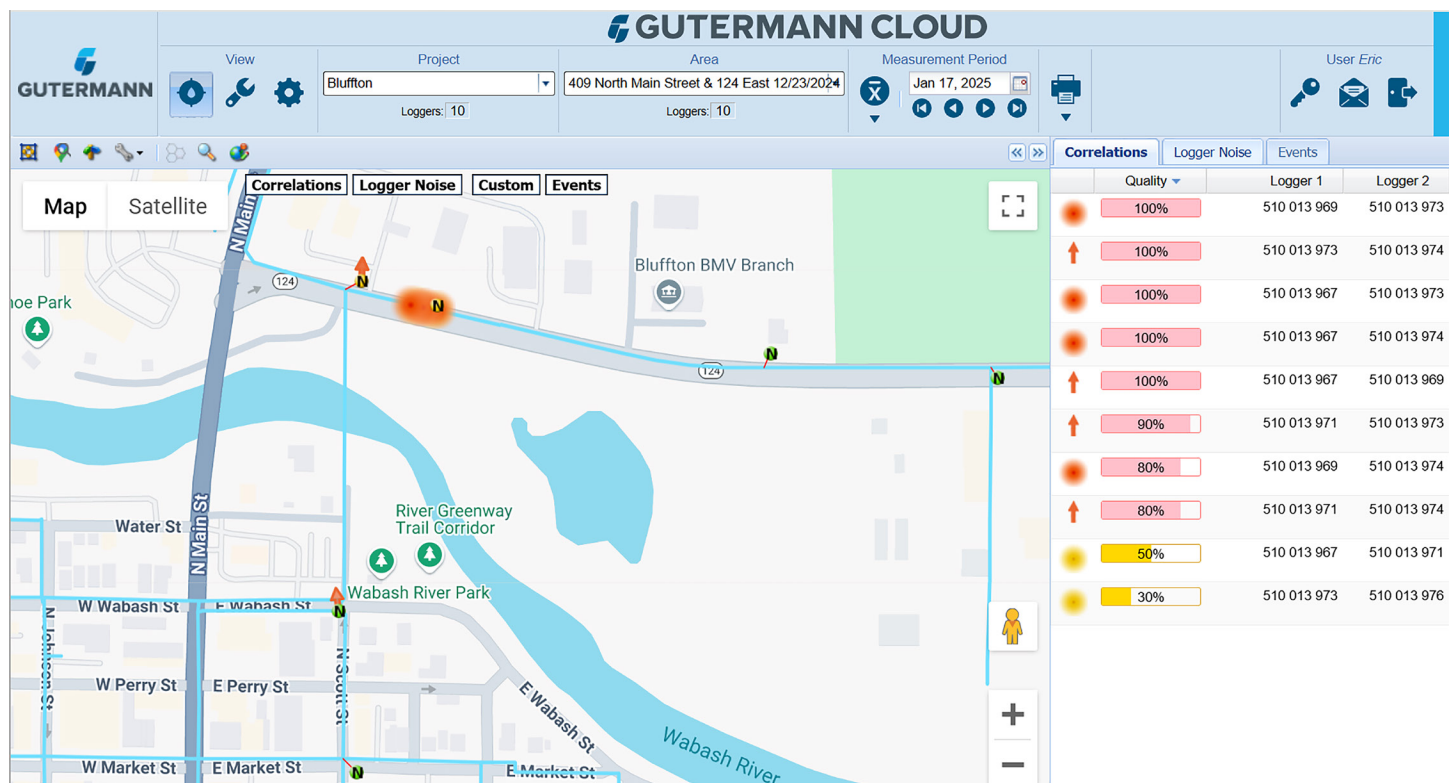 GUTERMANN CLOUD
GUTERMANN
View
Project
Area
Measurement Period
User Eric
Bluffton
409 North Main Street & 124 East 12/23/2024
Jan 17, 2025
Loggers: 10
Loggers: 10
Correlations
Logger Noise
Events
Map
Satellite
Correlations
Logger Noise
Custom
Events
Quality
Logger 1
Logger 2
100%
510 013 969
510 013 973
100%
510 013 973
510 013 974
100%
510 013 967
510 013 973
100%
510 013 967
510 013 974
100%
510 013 967
510 013 969
90%
510 013 971
510 013 973
80%
510 013 969
510 013 974
80%
510 013 971
510 013 974
50%
510 013 967
510 013 971
30%
510 013 973
510 013 976
N Main
124
N
N
Bluffton BMV Branch
oe Park
N
124
N
River Greenway
Trail Corridor
Water St
N Main St
Wabash River Park
N
W Wabash St
E Wabash St
N Johnson St
N Scott St
W Perry St
E Perry St
E Wabash St
Wabash River
W Market St
E Market St
N
E Market St